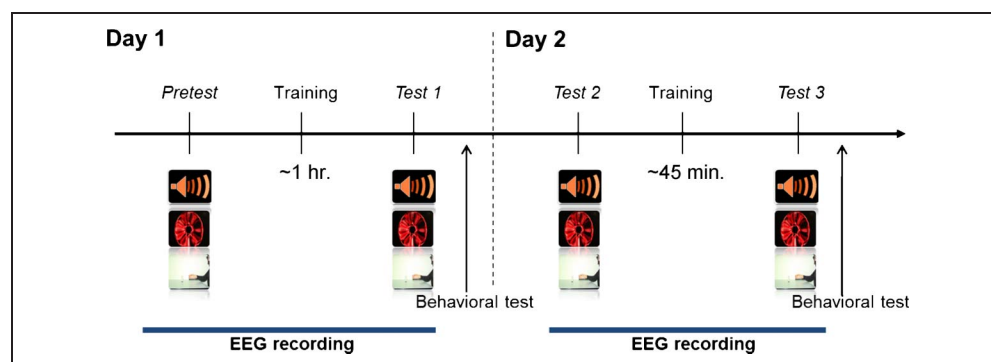 Day 1
Day 2
Pretest
Training
Test 1
Test 2
Training
Test 3
~1 hr.
~45 min.
Behavioral test
Behavioral test
EEG recording
EEG recording